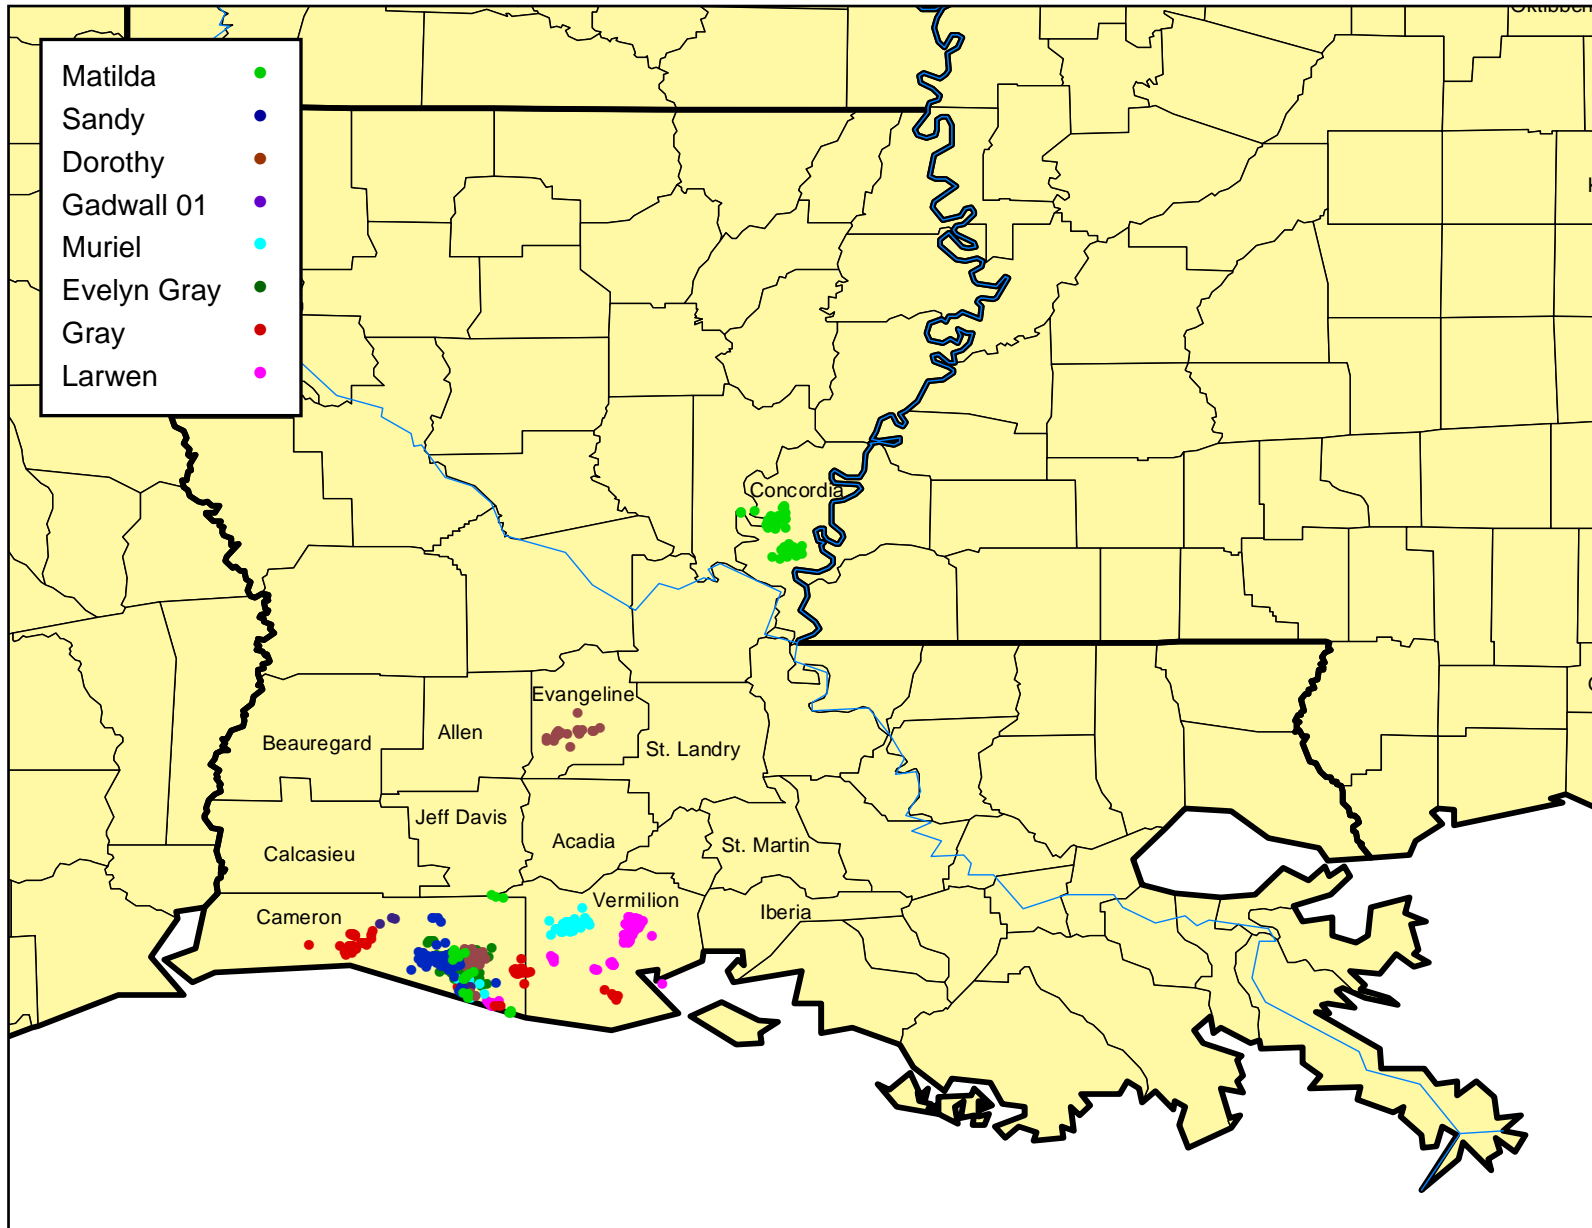 Matilda
Sandy
Dorothy
Gadwall 01
Muriel
Evelyn Gray
Gray
Larwen
Concordia
Evangeline
Beauregard
Allen
St. Landry
Jeff Davis
Acadia
St. Martin
Calcasieu
Vermilion
Cameron
Iberia